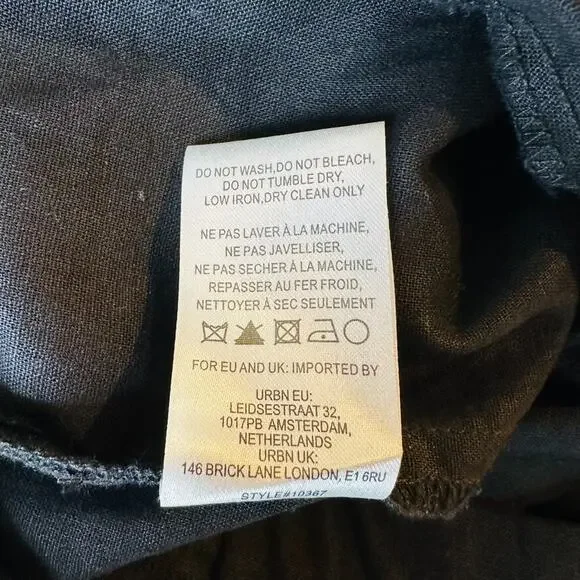 DO NOT WASH,DO NOT BLEACH,
DO NOT TUMBLE DRY,
LOW IRON,DRY CLEAN ONLY
NE PAS LAVER À LA MACHINE,
NE PAS JAVELLISER,
NE PAS SECHER À LA MACHINE,
REPASSER AU FER FROID,
NETTOYER À SEC SEULEMENT
FOR EU AND UK: IMPORTED BY
URBN EU:
LEIDSESTRAAT 32,
1017PB AMSTERDAM,
NETHERLANDS
URBN UK:
146 BRICK LANE LONDON, E1 6RU
STYLE#10367